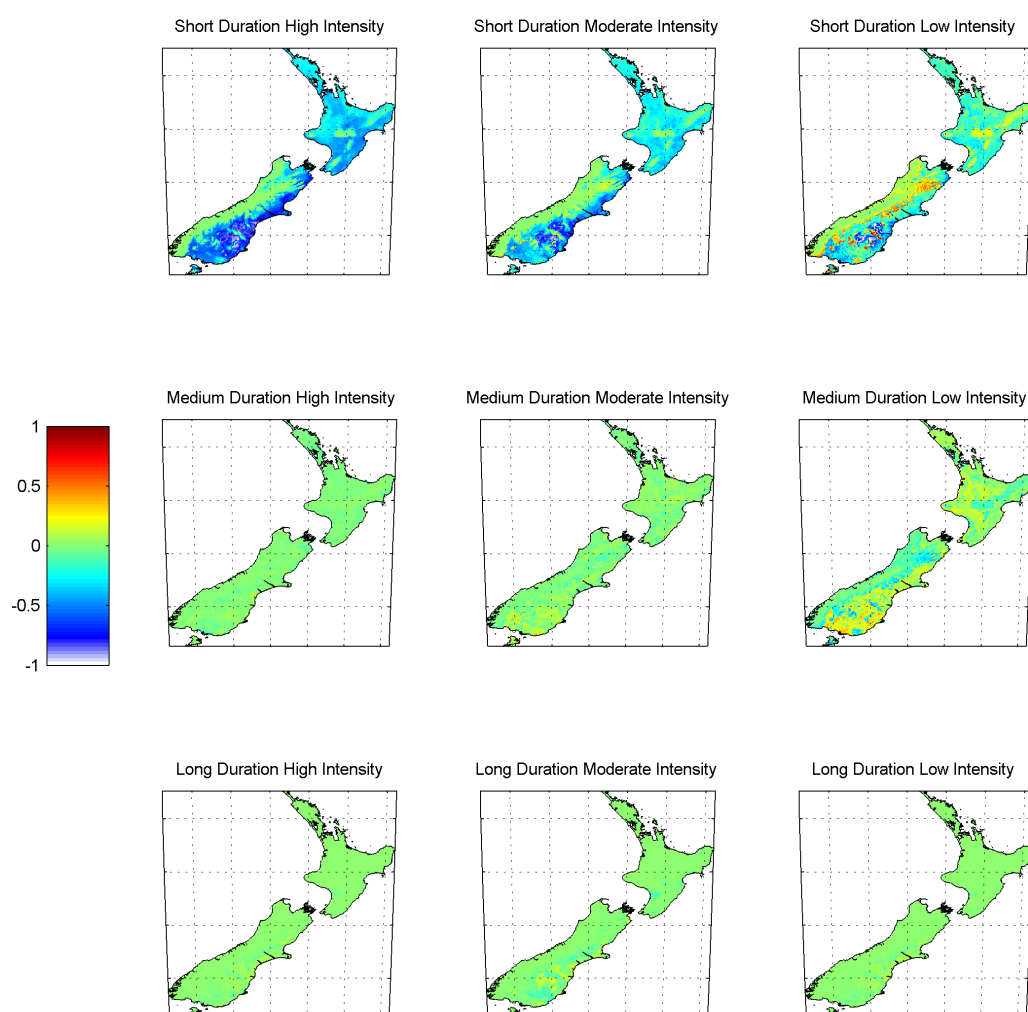 Short Duration High Intensity
Short Duration Moderate Intensity
Short Duration Low Intensity
Medium Duration High Intensity
Medium Duration Moderate Intensity
Medium Duration Low Intensity
1
0.5
0
-0.5
-1
Long Duration High Intensity
Long Duration Moderate Intensity
Long Duration Low Intensity